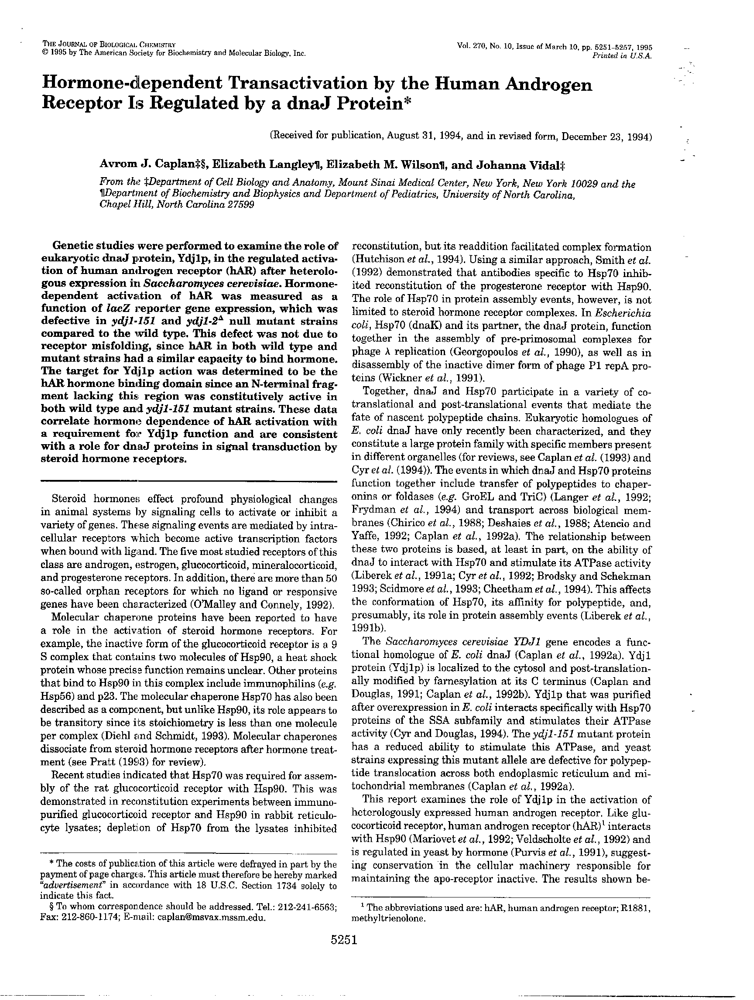 THE JOURNAL OF BIOLOGICAL CHEMISTRY
© 1995 by The American Society for Biochemistry and Molecular Biology, Inc.
Vol. 270, No. 10, Issue of March 10, pp. 5251–5257, 1995
Printed in U.S.A.
Hormone-dependent Transactivation by the Human Androgen
Receptor Is Regulated by a dnaJ Protein*
(Received for publication, August 31, 1994, and in revised form, December 23, 1994)
Avrom J. Caplan‡§, Elizabeth Langley¶, Elizabeth M. Wilson¶, and Johanna Vidal‡
From the ‡Department of Cell Biology and Anatomy, Mount Sinai Medical Center, New York, New York 10029 and the
¶Department of Biochemistry and Biophysics and Department of Pediatrics, University of North Carolina,
Chapel Hill, North Carolina 27599
Genetic studies were performed to examine the role of
eukaryotic dnaJ protein, Ydj1p, in the regulated activa-
tion of human androgen receptor (hAR) after heterolo-
gous expression in Saccharomyces cerevisiae. Hormone-
dependent activation of hAR was measured as a
function of lacZ reporter gene expression, which was
defective in ydj1-151 and ydj1-2Δ null mutant strains
compared to the wild type. This defect was not due to
receptor misfolding, since hAR in both wild type and
mutant strains had a similar capacity to bind hormone.
The target for Ydj1p action was determined to be the
hAR hormone binding domain since an N-terminal frag-
ment lacking this region was constitutively active in
both wild type and ydj1-151 mutant strains. These data
correlate hormone dependence of hAR activation with
a requirement for Ydj1p function and are consistent
with a role for dnaJ proteins in signal transduction by
steroid hormone receptors.
Steroid hormones effect profound physiological changes
in animal systems by signaling cells to activate or inhibit a
variety of genes. These signaling events are mediated by intra-
cellular receptors which become active transcription factors
when bound with ligand. The five most studied receptors of this
class are androgen, estrogen, glucocorticoid, mineralocorticoid,
and progesterone receptors. In addition, there are more than 50
so-called orphan receptors for which no ligand or responsive
genes have been characterized (O'Malley and Connely, 1992).
Molecular chaperone proteins have been reported to have
a role in the activation of steroid hormone receptors. For
example, the inactive form of the glucocorticoid receptor is a 9
S complex that contains two molecules of Hsp90, a heat shock
protein whose precise function remains unclear. Other proteins
that bind to Hsp90 in this complex include immunophilins (e.g.
Hsp56) and p23. The molecular chaperone Hsp70 has also been
described as a component, but unlike Hsp90, its role appears to
be transitory since its stoichiometry is less than one molecule
per complex (Diehl and Schmidt, 1993). Molecular chaperones
dissociate from steroid hormone receptors after hormone treat-
ment (see Pratt (1993) for review).
Recent studies indicated that Hsp70 was required for assem-
bly of the rat glucocorticoid receptor with Hsp90. This was
demonstrated in reconstitution experiments between immuno-
purified glucocorticoid receptor and Hsp90 in rabbit reticulo-
cyte lysates; depletion of Hsp70 from the lysates inhibited
* The costs of publication of this article were defrayed in part by the
payment of page charges. This article must therefore be hereby marked
"advertisement" in accordance with 18 U.S.C. Section 1734 solely to
indicate this fact.
§ To whom correspondence should be addressed. Tel.: 212-241-6563;
Fax: 212-860-1174; E-mail: caplan@msvax.mssm.edu.
reconstitution, but its readdition facilitated complex formation
(Hutchison et al., 1994). Using a similar approach, Smith et al.
(1992) demonstrated that antibodies specific to Hsp70 inhib-
ited reconstitution of the progesterone receptor with Hsp90.
The role of Hsp70 in protein assembly events, however, is not
limited to steroid hormone receptor complexes. In Escherichia
coli, Hsp70 (dnaK) and its partner, the dnaJ protein, function
together in the assembly of pre-primosomal complexes for
phage λ replication (Georgopoulos et al., 1990), as well as in
disassembly of the inactive dimer form of phage P1 repA pro-
teins (Wickner et al., 1991).
Together, dnaJ and Hsp70 participate in a variety of co-
translational and post-translational events that mediate the
fate of nascent polypeptide chains. Eukaryotic homologues of
E. coli dnaJ have only recently been characterized, and they
constitute a large protein family with specific members present
in different organelles (for reviews, see Caplan et al. (1993) and
Cyr et al. (1994)). The events in which dnaJ and Hsp70 proteins
function together include transfer of polypeptides to chaper-
onins or foldases (e.g. GroEL and TriC) (Langer et al., 1992;
Frydman et al., 1994) and transport across biological mem-
branes (Chirico et al., 1988; Deshaies et al., 1988; Atencio and
Yaffe, 1992; Caplan et al., 1992a). The relationship between
these two proteins is based, at least in part, on the ability of
dnaJ to interact with Hsp70 and stimulate its ATPase activity
(Liberek et al., 1991a; Cyr et al., 1992; Brodsky and Schekman
1993; Scidmore et al., 1993; Cheetham et al., 1994). This affects
the conformation of Hsp70, its affinity for polypeptide, and,
presumably, its role in protein assembly events (Liberek et al.,
1991b).
The Saccharomyces cerevisiae YDJ1 gene encodes a func-
tional homologue of E. coli dnaJ (Caplan et al., 1992a). Ydj1
protein (Ydj1p) is localized to the cytosol and post-translation-
ally modified by farnesylation at its C terminus (Caplan and
Douglas, 1991; Caplan et al., 1992b). Ydj1p that was purified
after overexpression in E. coli interacts specifically with Hsp70
proteins of the SSA subfamily and stimulates their ATPase
activity (Cyr and Douglas, 1994). The ydj1-151 mutant protein
has a reduced ability to stimulate this ATPase, and yeast
strains expressing this mutant allele are defective for polypep-
tide translocation across both endoplasmic reticulum and mi-
tochondrial membranes (Caplan et al., 1992a).
This report examines the role of Ydj1p in the activation of
heterologously expressed human androgen receptor. Like glu-
cocorticoid receptor, human androgen receptor (hAR)¹ interacts
with Hsp90 (Mariovet et al., 1992; Veldscholte et al., 1992) and
is regulated in yeast by hormone (Purvis et al., 1991), suggest-
ing conservation in the cellular machinery responsible for
maintaining the apo-receptor inactive. The results shown be-
¹ The abbreviations used are: hAR, human androgen receptor; R1881,
methyltrienolone.
5251